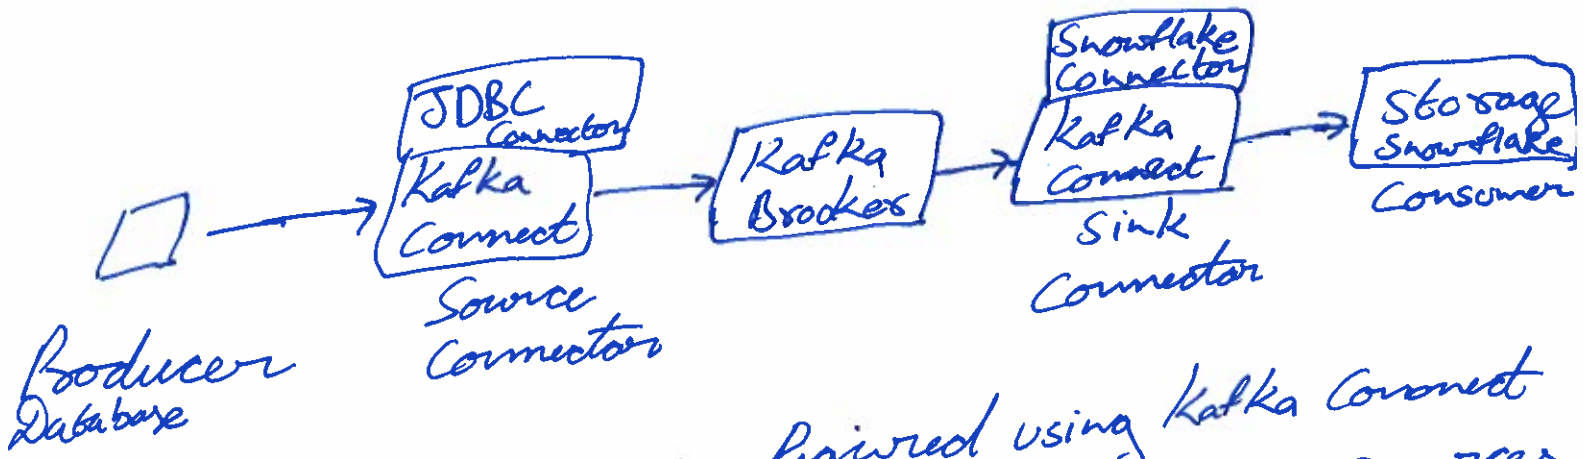 Producer
Database
JDBC
Connector
Kafka
Connect
Source
Connector
Kafka
Brooker
Snowflake
Connector
Kafka
Connect
Sink
Connector
Storage
Snowflake
Consumer
using Kafka Connect